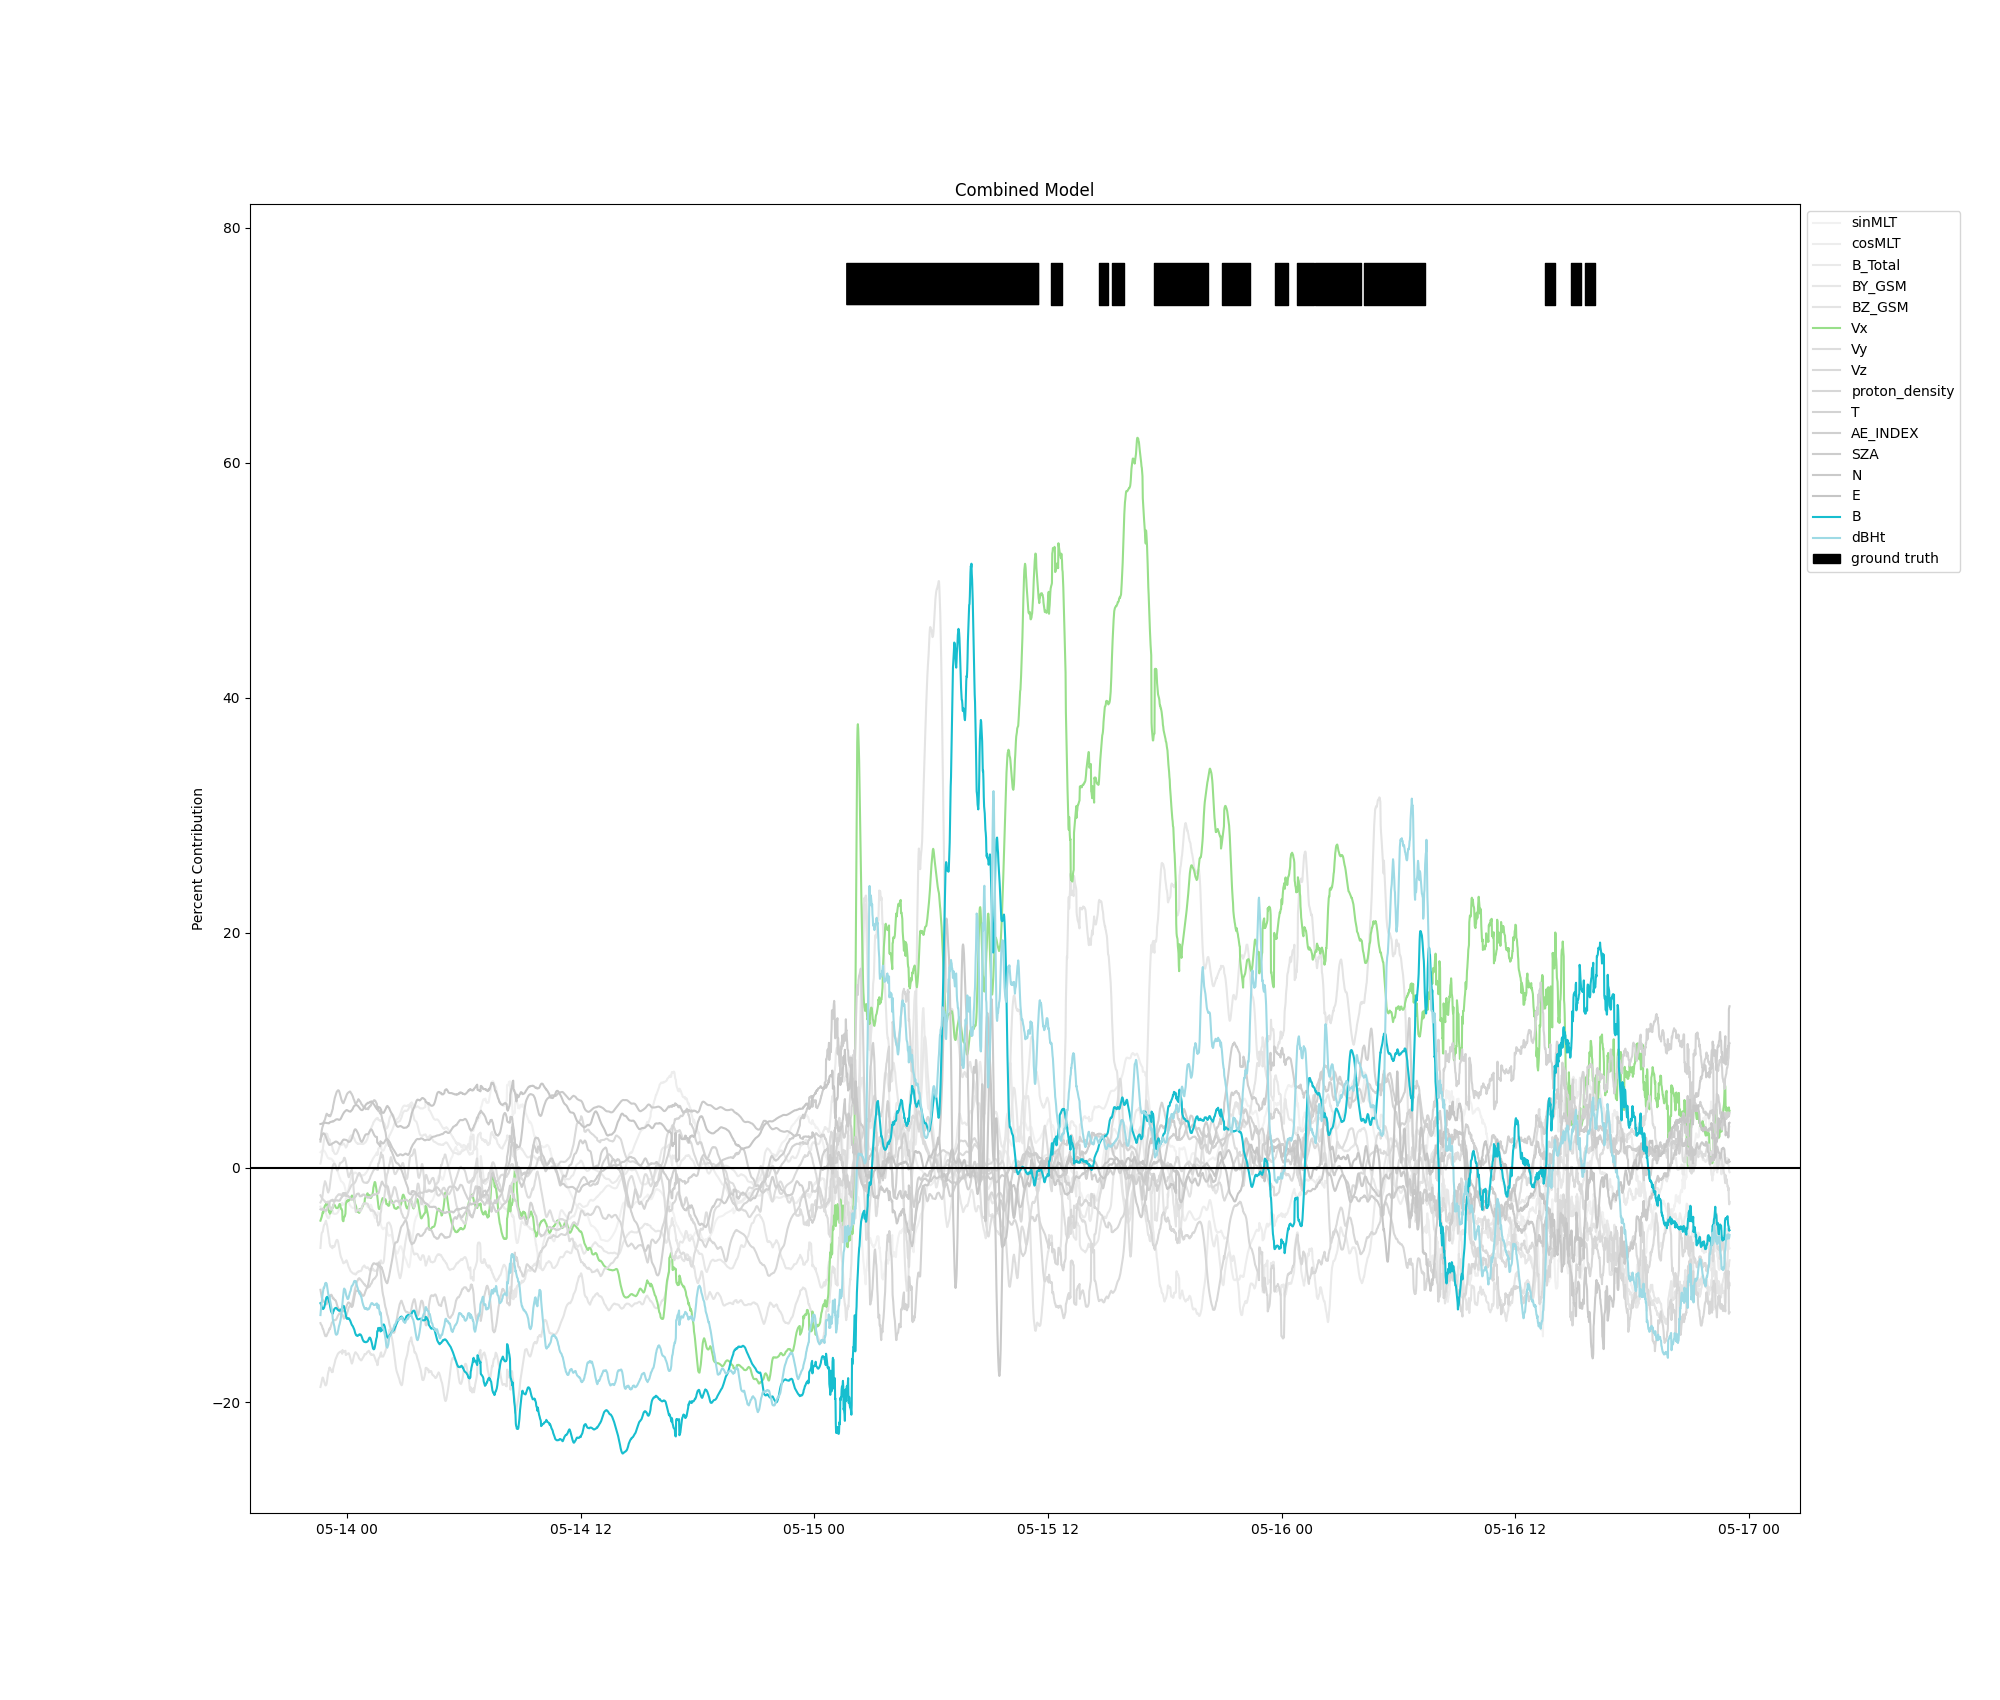 Combined Model
80
60
40
20
0
−20
Percent Contribution
05-14 00
05-14 12
05-15 00
05-15 12
05-16 00
05-16 12
05-17 00
sinMLT
cosMLT
B_Total
BY_GSM
BZ_GSM
Vx
Vy
Vz
proton_density
T
AE_INDEX
SZA
N
E
B
dBHt
ground truth